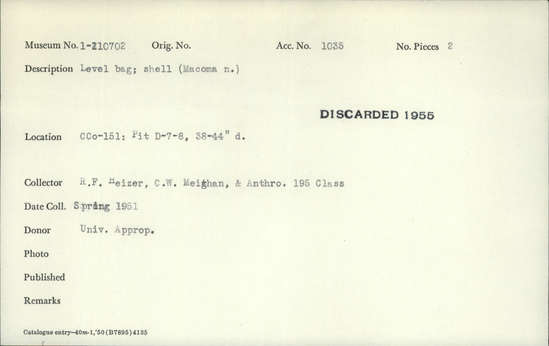 Museum No. 1-210702 Orig. No. Acc. No. 1035 No. Pieces 2
Description Level bag; shell (Macoma n.)
DISCARDED 1955
Location CCo-151: Pit D-7-8, 38-44" d.
Collector R.F. Heizer, C.W. Meighan, & Anthro. 195 Class
Date Coll. Spring 1951
Donor Univ. Approp.
Photo
Published
Remarks
Catalogue entry—40m-1,'50 (B7895) 4135